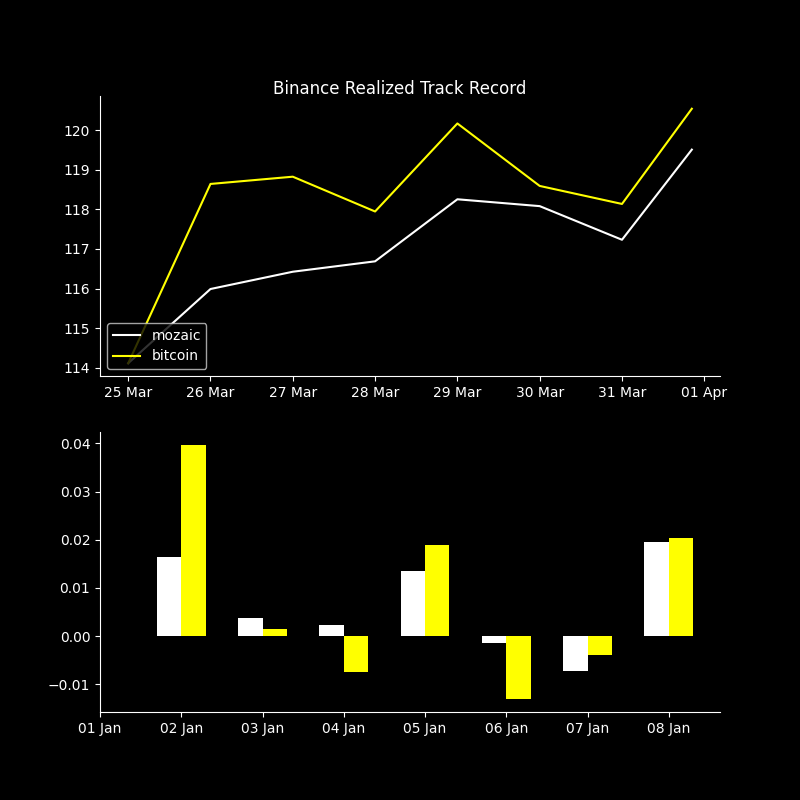 Binance Realized Track Record
120
119
118
117
116
115
114
mozaic
bitcoin
25 Mar 26 Mar 27 Mar 28 Mar 29 Mar 30 Mar 31 Mar 01 Apr
0.04
0.03
0.02
0.01
0.00
−0.01
01 Jan 02 Jan 03 Jan 04 Jan 05 Jan 06 Jan 07 Jan 08 Jan